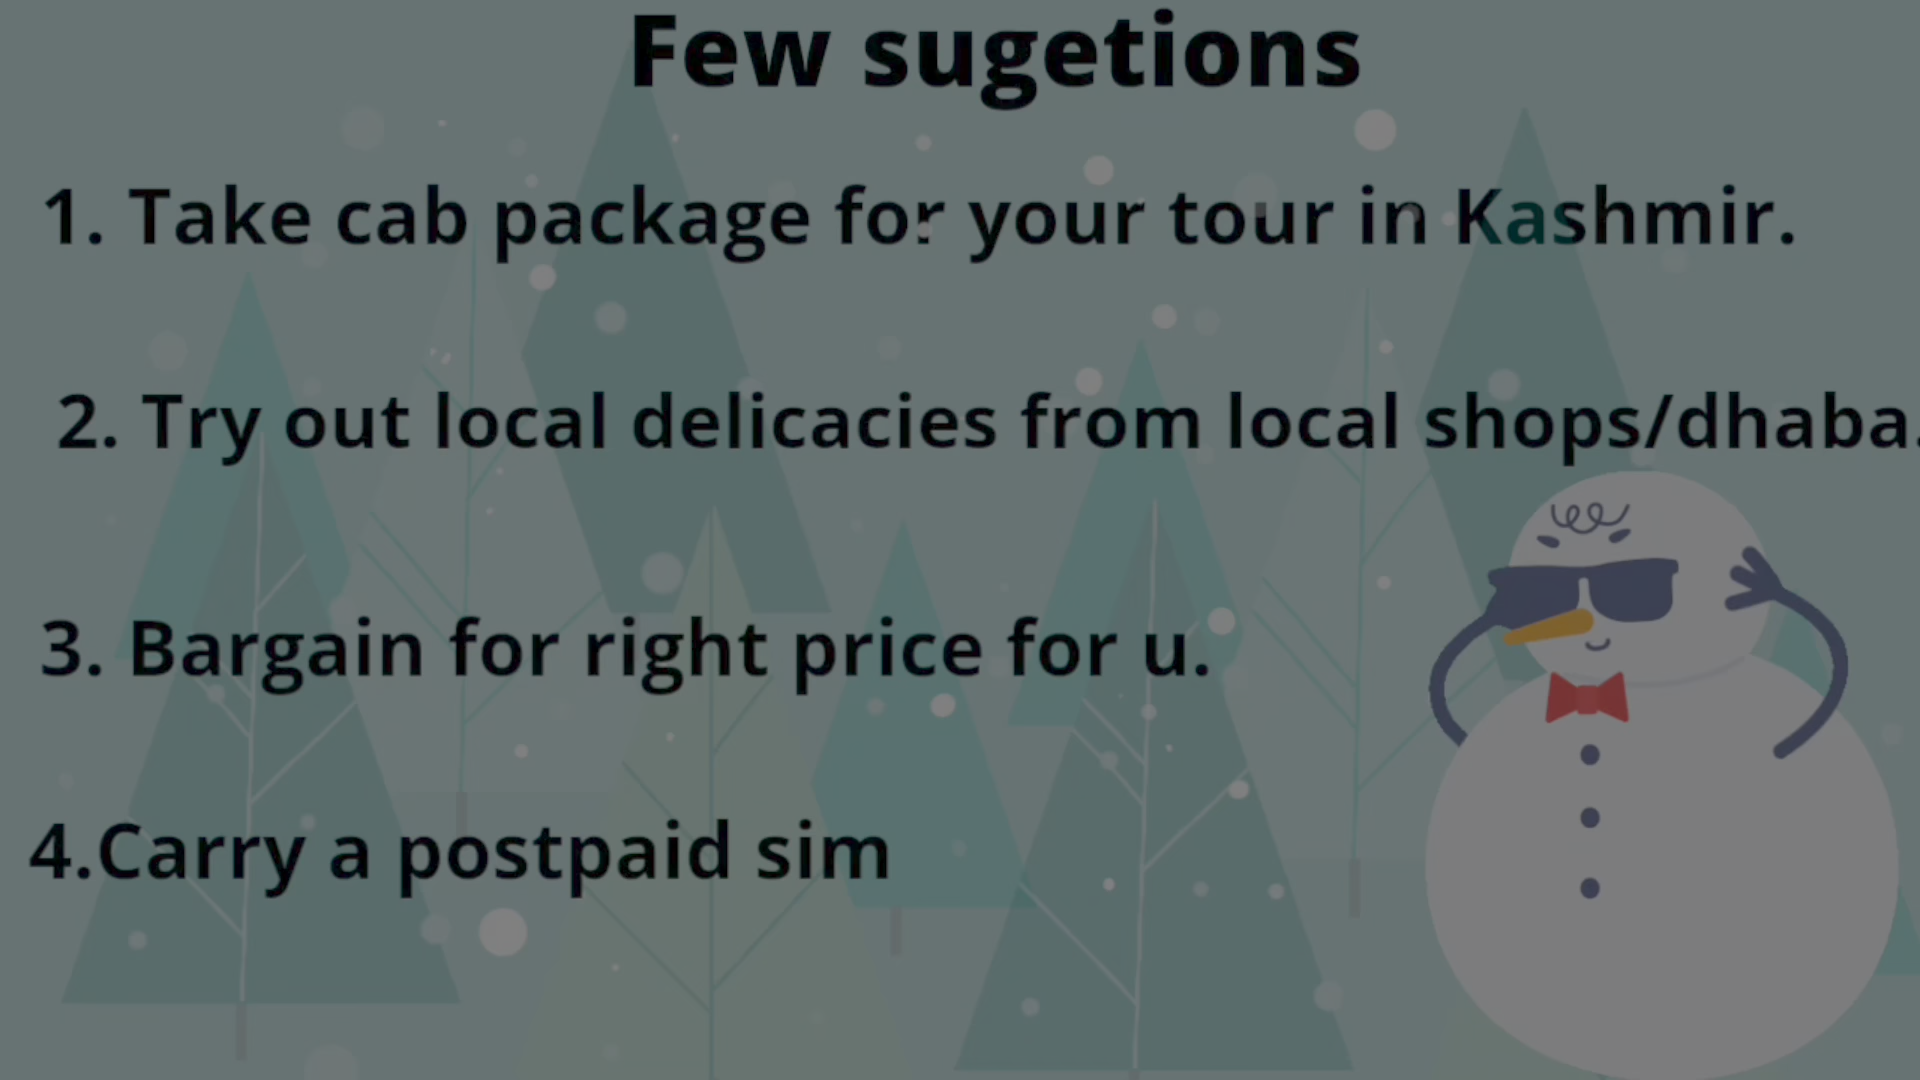 Few sugetions
1. Take cab package for your tour in Kashmir.
2. Try out local delicacies from local shops/dhaba.
3. Bargain for right price for u.
4.Carry a postpaid sim